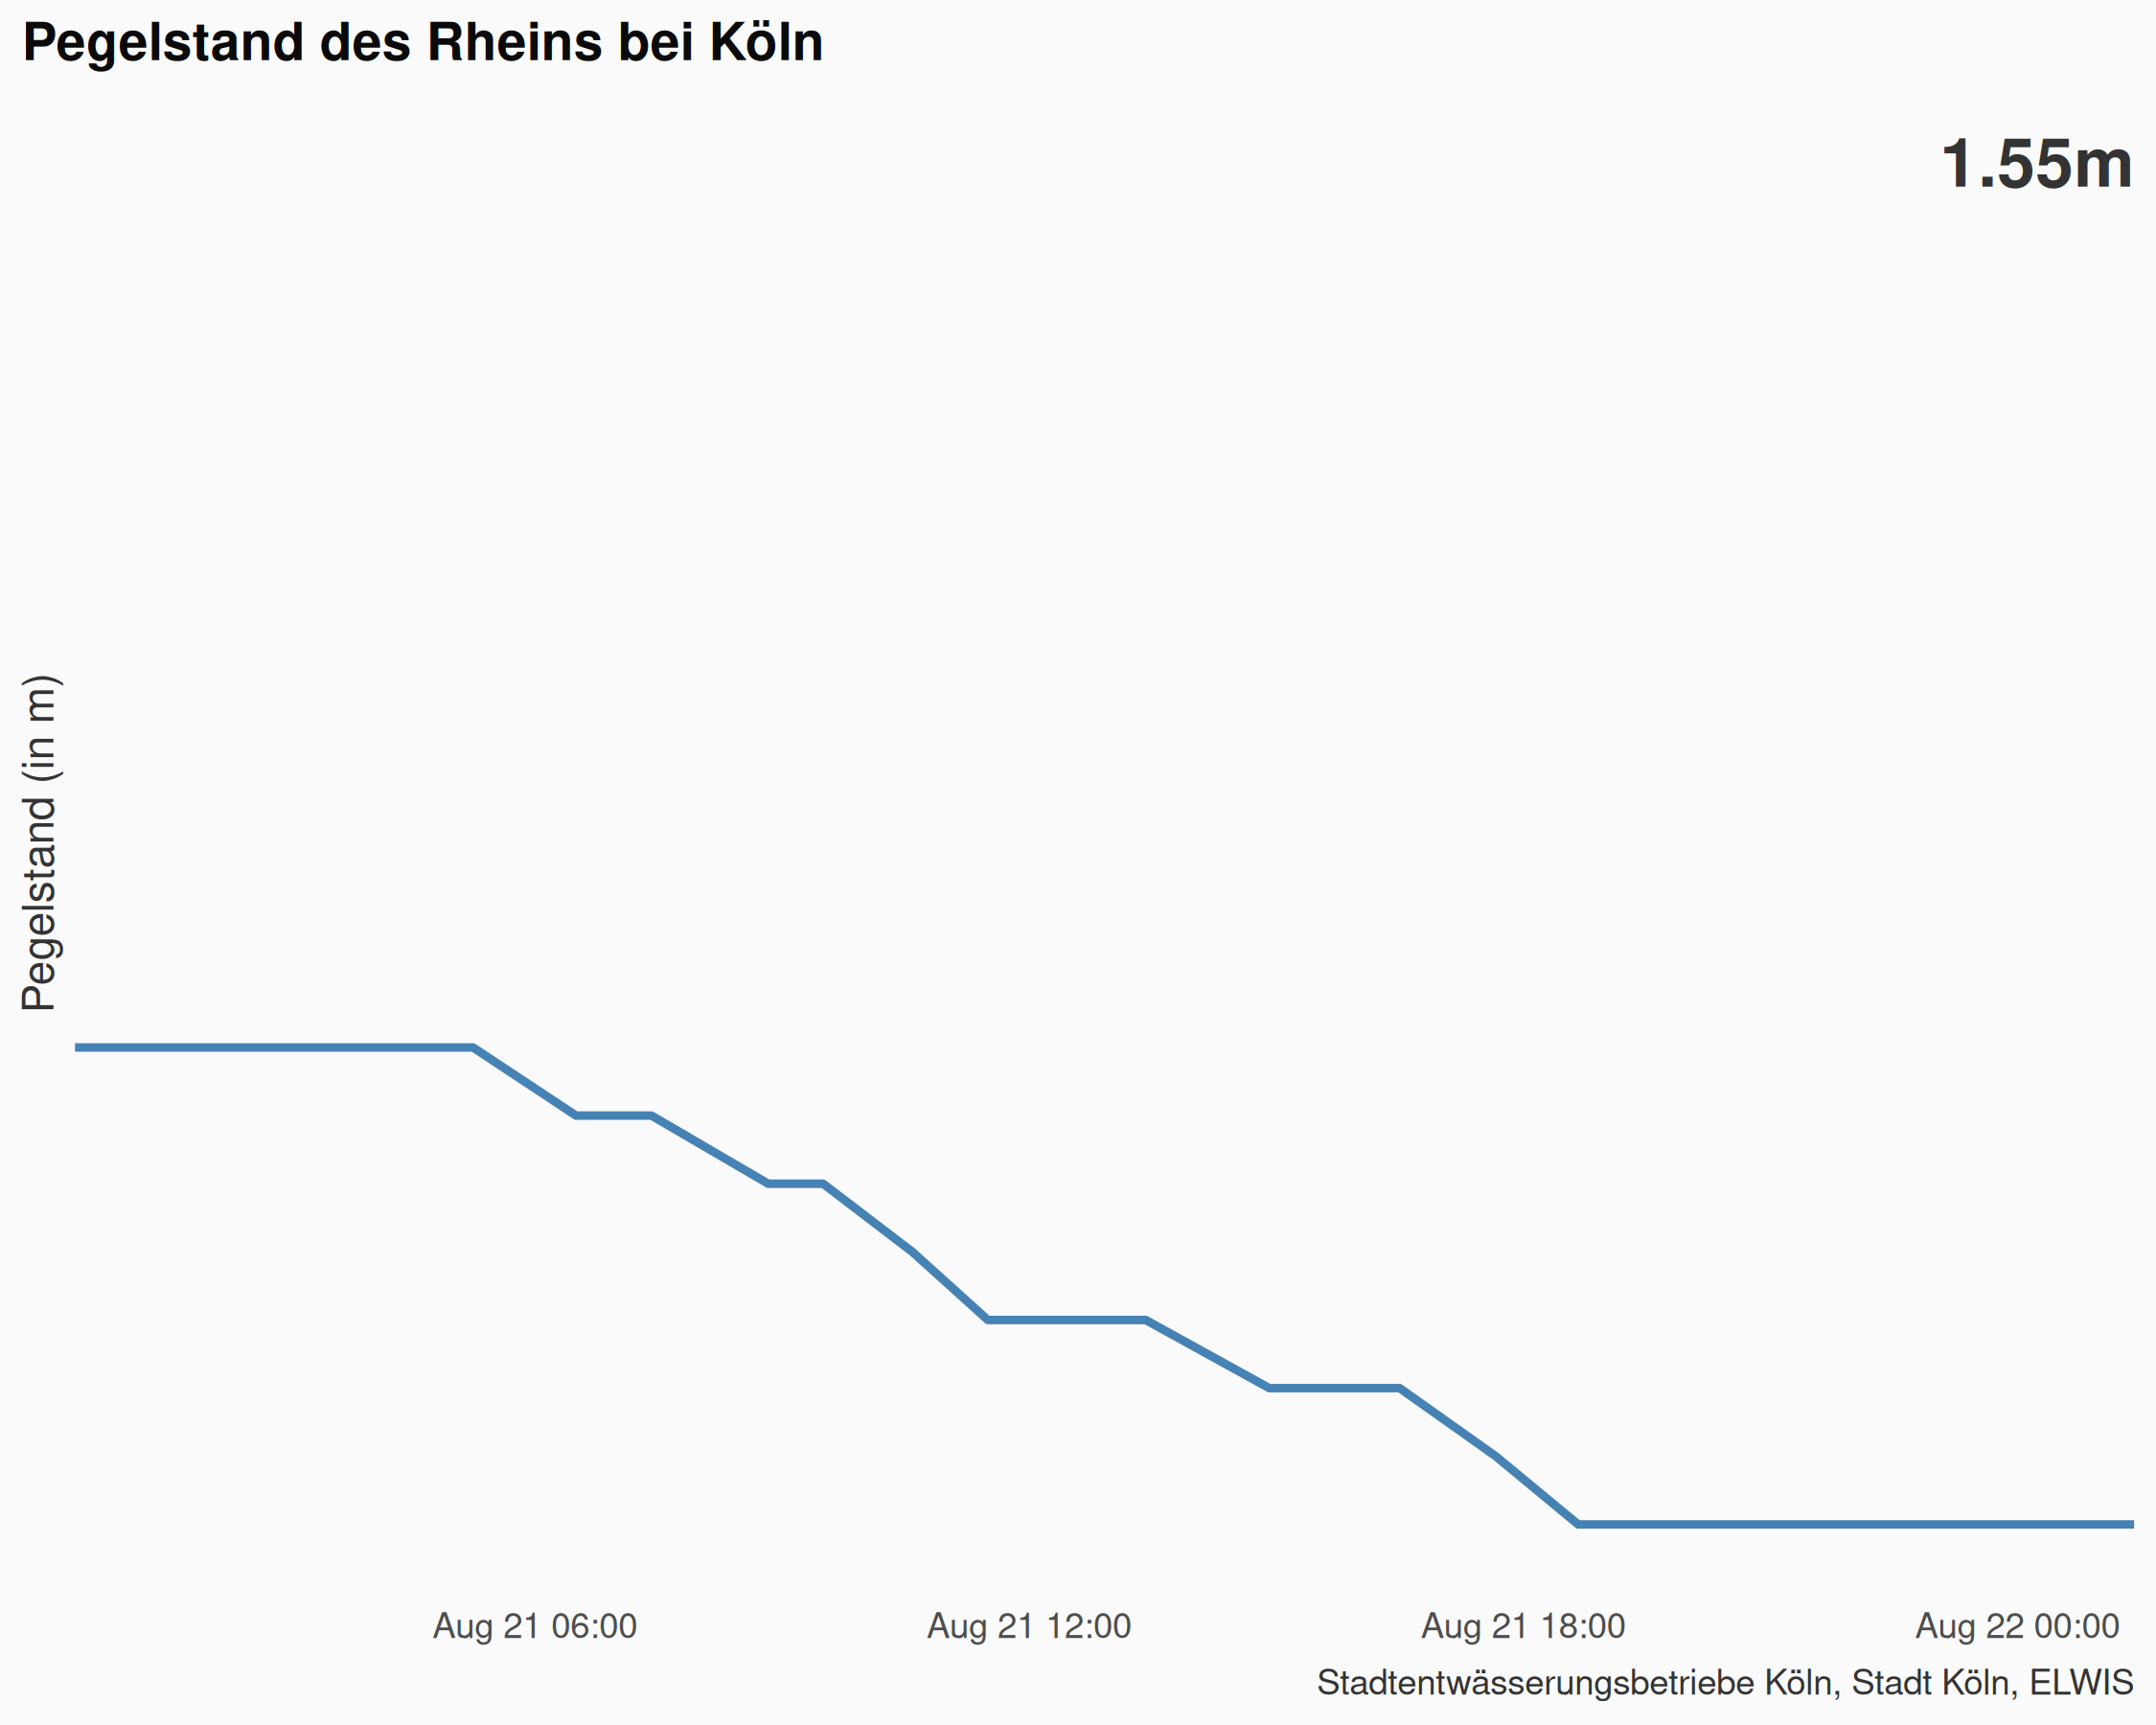 Pegelstand des Rheins bei Köln
1.55m
Pegelstand (in m)
Aug 21 06:00 Aug 21 12:00 Aug 21 18:00 Aug 22 00:00
Stadtentwässerungsbetriebe Köln, Stadt Köln, ELWIS